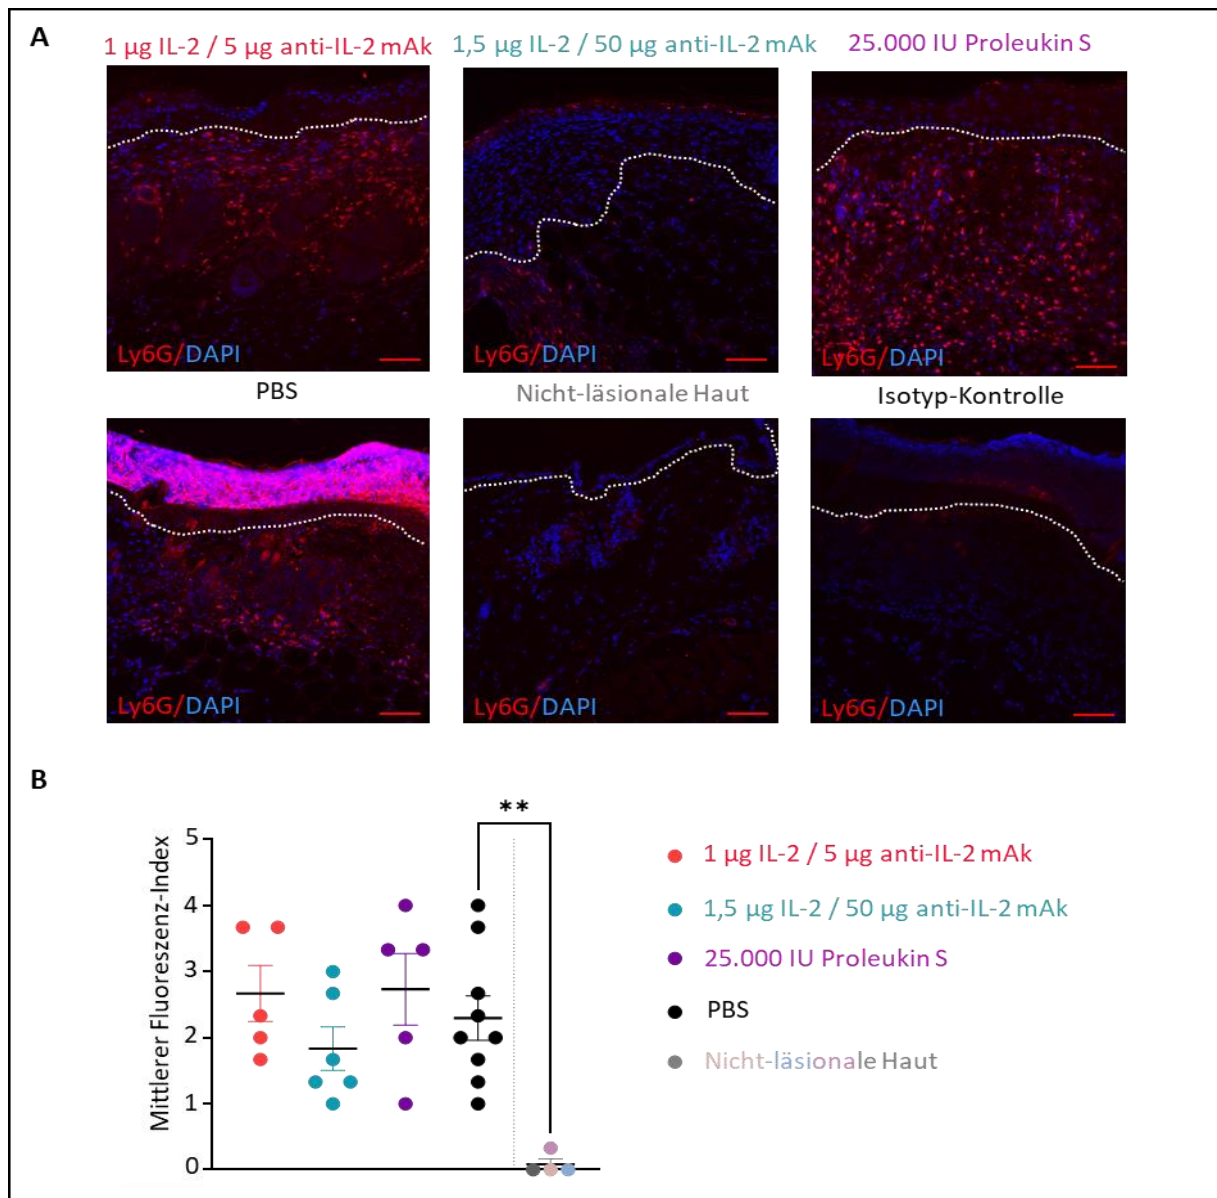 A
1 µg IL-2 / 5 µg anti-IL-2 mAk
1,5 µg IL-2 / 50 µg anti-IL-2 mAk
25.000 IU Proleukin S
Ly6G/DAPI
Ly6G/DAPI
Ly6G/DAPI
PBS
Nicht-läsionale Haut
Isotyp-Kontrolle
Ly6G/DAPI
Ly6G/DAPI
Ly6G/DAPI
B
Mittlerer Fluoreszenz-Index
5
4
3
2
1
0
**
1 µg IL-2 / 5 µg anti-IL-2 mAk
1,5 µg IL-2 / 50 µg anti-IL-2 mAk
25.000 IU Proleukin S
PBS
Nicht-läsionale Haut